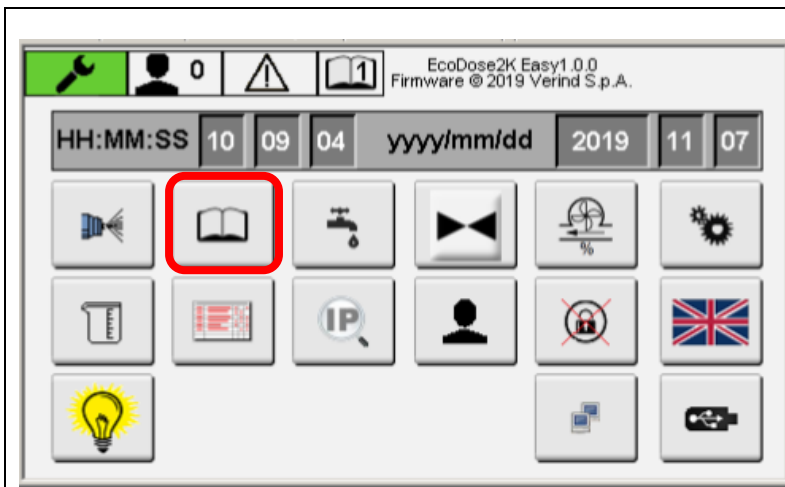 0
1
EcoDose2K Easy1.0.0
Firmware © 2019 Verind S.p.A.
HH:MM:SS 10 09 04 yyyy/mm/dd 2019 11 07
%
IP